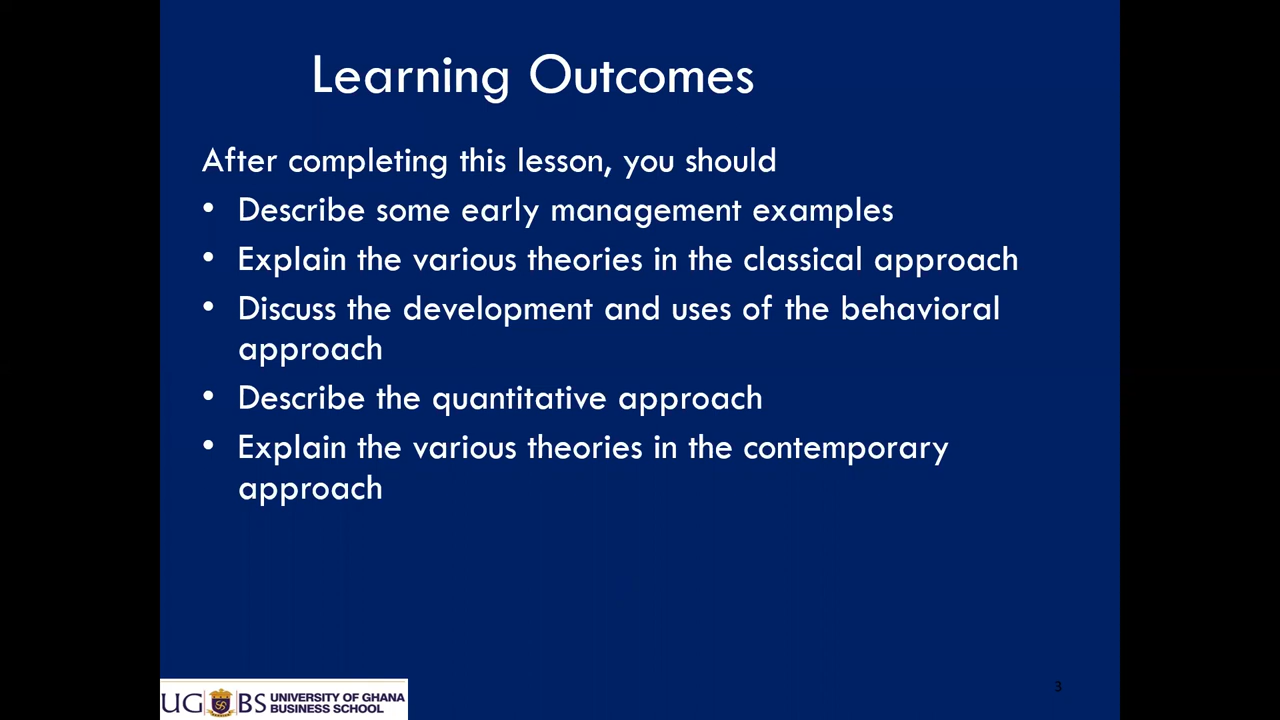 Learning Outcomes
After completing this lesson, you should
• Describe some early management examples
• Explain the various theories in the classical approach
• Discuss the development and uses of the behavioral
approach
• Describe the quantitative approach
• Explain the various theories in the contemporary
approach
3
UG BS UNIVERSITY OF GHANA
BUSINESS SCHOOL